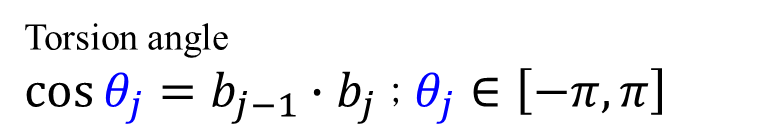 Torsion angle
cos θ_j = b_{j−1} · b_j ; θ_j ∈ [−π, π]